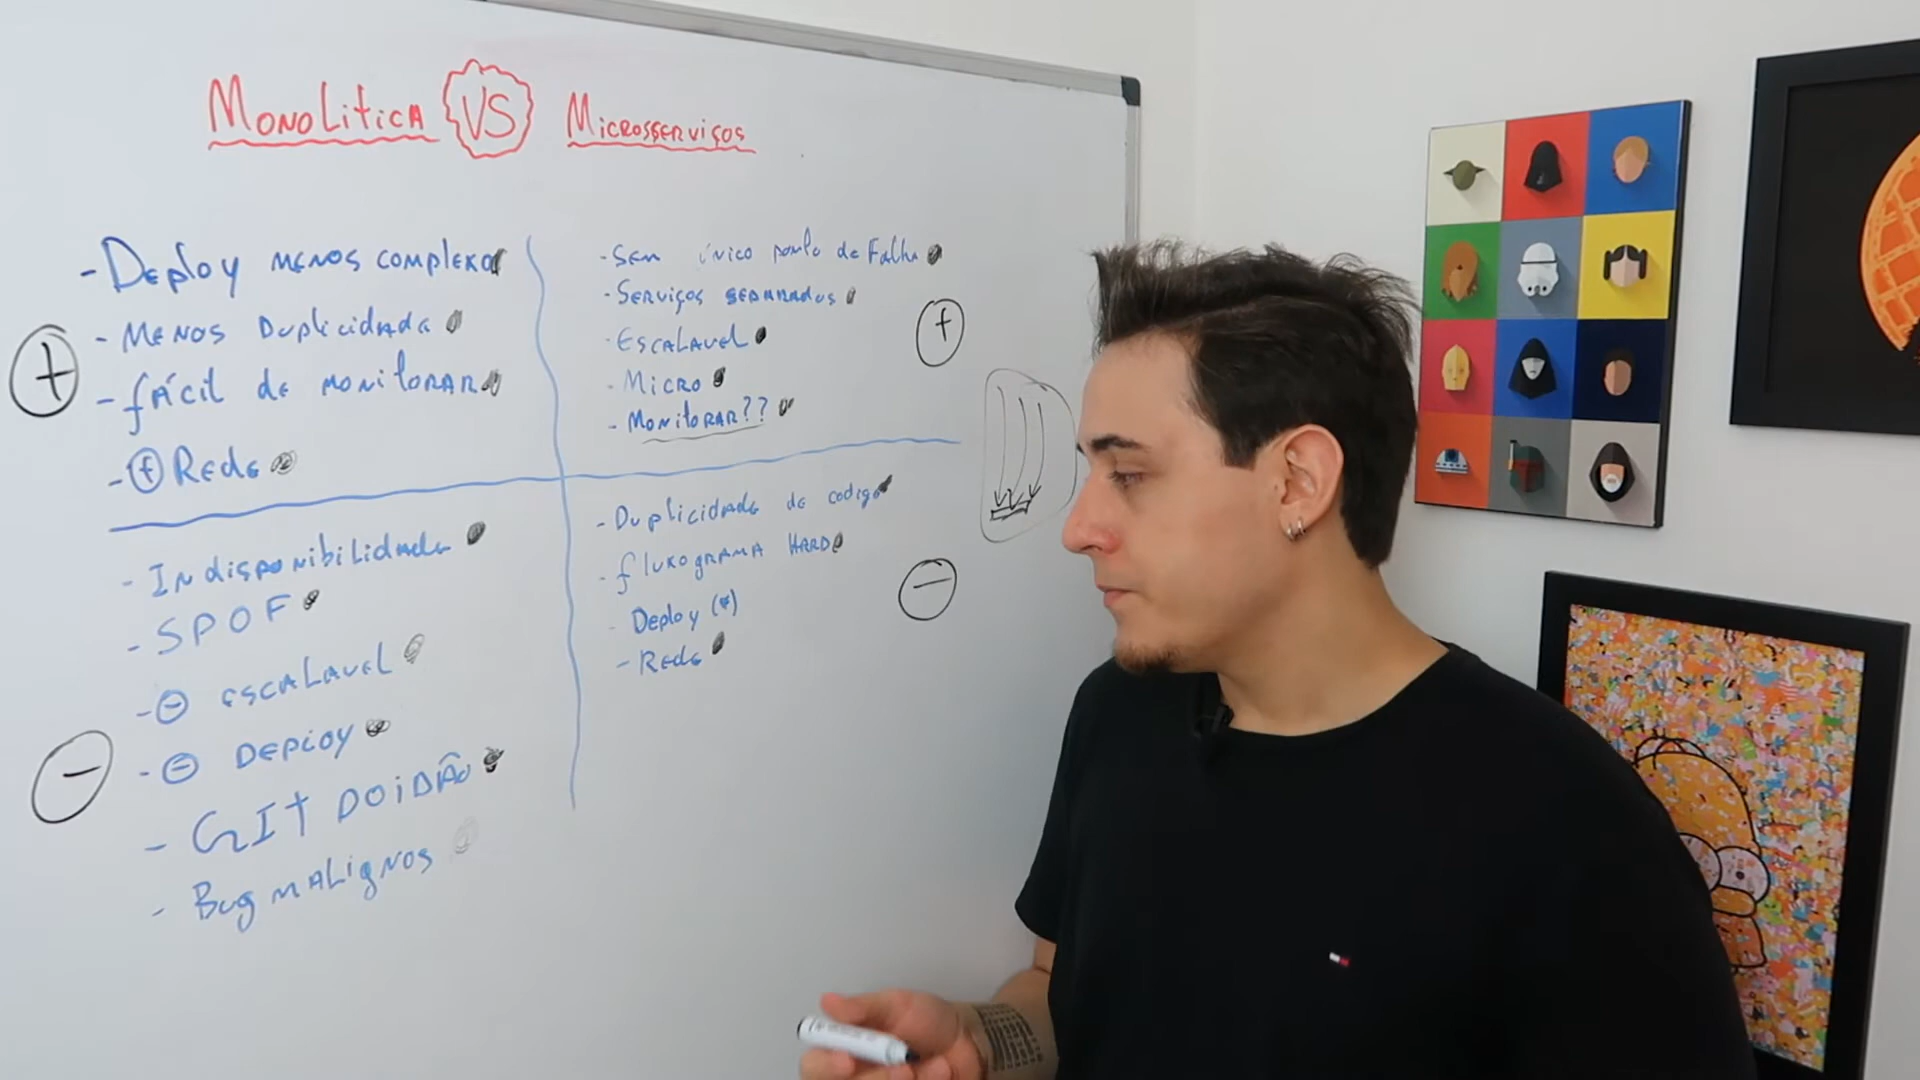 MONOLITICA VS MICROSSERVIÇOS
- DEPLOY MENOS COMPLEXO
- MENOS DUPLICIDADE
- fÁCIL DE MONITORAR
- + REDE
+
- INDISPONIBILIDADE
- SPOF
- - ESCALAVEL
- - DEPLOY
- GIT DOIDÃO
- BUG MALIGNOS
-
- SEM ÚNICO PONTO DE FALHA
- SERVIÇOS SEPARADOS
- ESCALAVEL
- MICRO
- MONITORAR??
+
- DUPLICIDADE DE CODIGO
- fLUXOGRAMA HARD
- Deploy (*)
- REDE
-